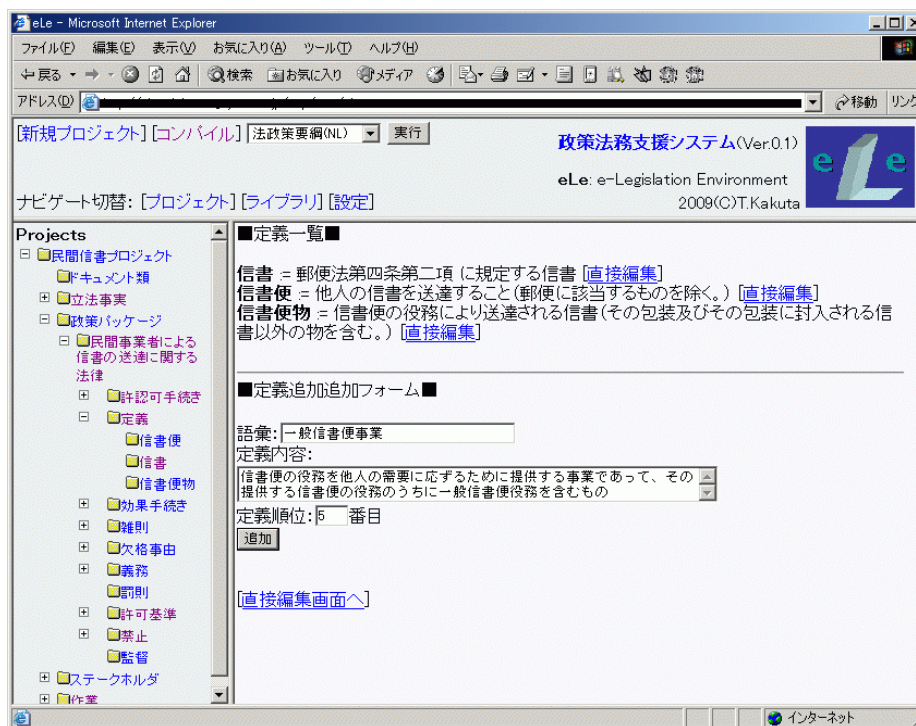 eLe - Microsoft Internet Explorer
ファイル(F) 編集(E) 表示(V) お気に入り(A) ツール(T) ヘルプ(H)
戻る 検索 お気に入り メディア
アドレス(D) 移動 リンク
[新規プロジェクト] [コンパイル] 法政策要綱(NL) 実行
政策法務支援システム(Ver.0.1)
eLe: e-Legislation Environment
2009(C)T.Kakuta
eLe
ナビゲート切替: [プロジェクト] [ライブラリ] [設定]
Projects
民間信書プロジェクト
ドキュメント類
立法事実
政策パッケージ
民間事業者による
信書の送達に関する
法律
許認可手続き
定義
信書便
信書
信書便物
効果手続き
雑則
欠格事由
義務
罰則
許可基準
禁止
監督
ステークホルダ
作業
■定義一覧■
信書 := 郵便法第四条第二項 に規定する信書 [直接編集]
信書便 := 他人の信書を送達すること(郵便に該当するものを除く。) [直接編集]
信書便物 := 信書便の役務により送達される信書(その包装及びその包装に封入される信
書以外の物を含む。) [直接編集]
■定義追加追加フォーム■
語彙: 一般信書便事業
定義内容:
信書便の役務を他人の需要に応ずるために提供する事業であって、その
提供する信書便の役務のうちに一般信書便役務を含むもの
定義順位: 5 番目
追加
[直接編集画面へ]
インターネット